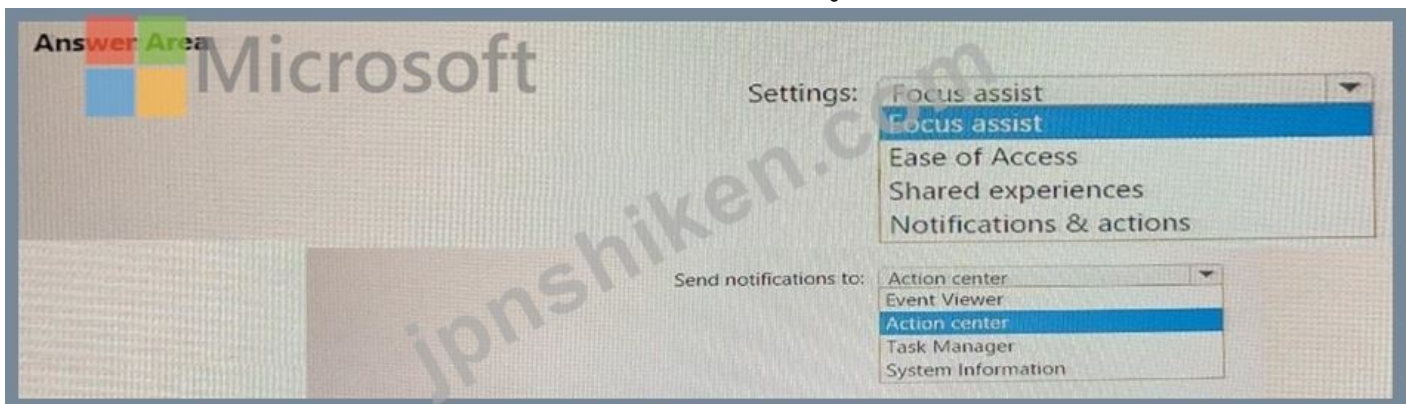 Answer Area
Microsoft
Settings: Focus assist
Focus assist
Ease of Access
Shared experiences
Notifications & actions
Send notifications to: Action center
Event Viewer
Action center
Task Manager
System Information
jpnshiken.com